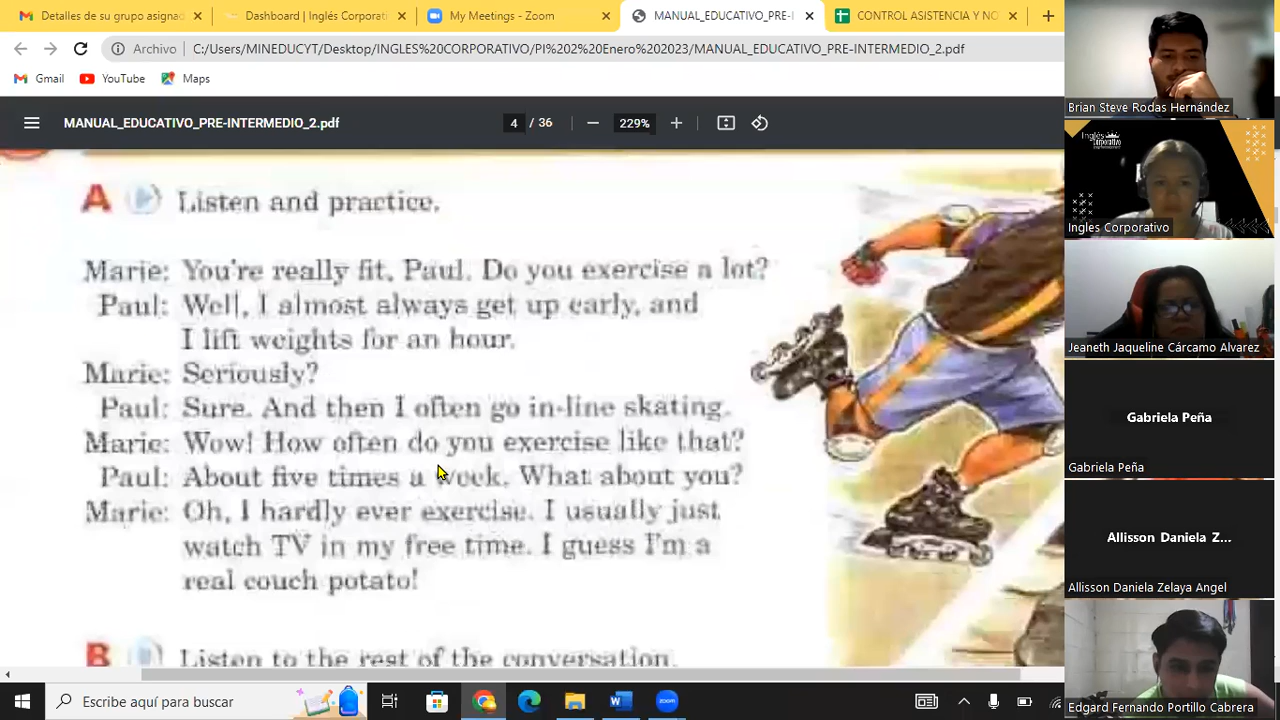 Detalles de su grupo asignad
Dashboard | Inglés Corporati
My Meetings - Zoom
MANUAL_EDUCATIVO_PRE-I
CONTROL ASISTENCIA Y NO
Archivo
C:/Users/MINEDUCYT/Desktop/INGLES%20CORPORATIVO/PI%202%20Enero%202023/MANUAL_EDUCATIVO_PRE-INTERMEDIO_2.pdf
Gmail
YouTube
Maps
MANUAL_EDUCATIVO_PRE-INTERMEDIO_2.pdf
4 / 36
229%
A Listen and practice.
Marie: You're really fit, Paul. Do you exercise a lot?
Paul: Well, I almost always get up early, and
I lift weights for an hour.
Marie: Seriously?
Paul: Sure. And then I often go in-line skating.
Marie: Wow! How often do you exercise like that?
Paul: About five times a week. What about you?
Marie: Oh, I hardly ever exercise. I usually just
watch TV in my free time. I guess I'm a
real couch potato!
B Listen to the rest of the conversation.
Brian Steve Rodas Hernández
Inglés
Corporativo
Ingles Corporativo
Jeaneth Jaqueline Cárcamo Alvarez
Gabriela Peña
Gabriela Peña
Allisson Daniela Z...
Allisson Daniela Zelaya Angel
Edgard Fernando Portillo Cabrera
Escribe aquí para buscar